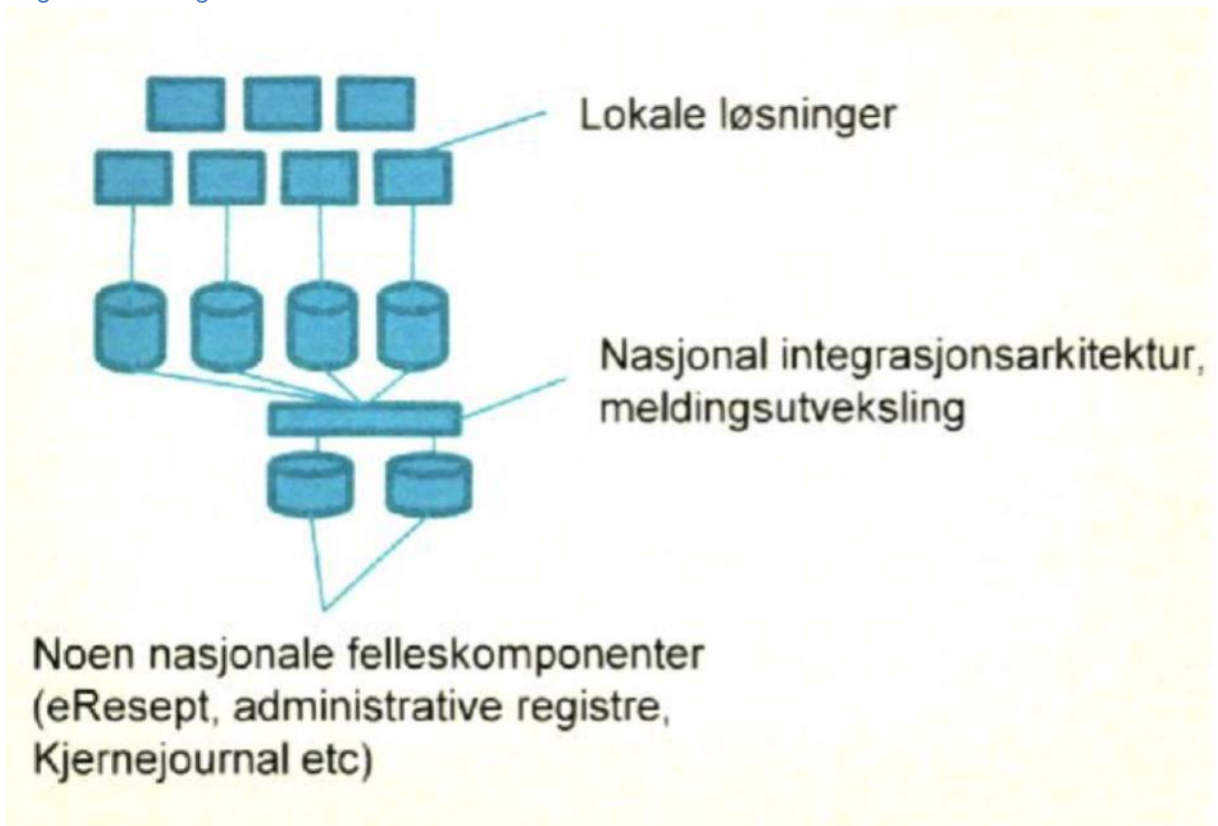 Lokale løsninger
Nasjonal integrasjonsarkitektur,
meldingsutveksling
Noen nasjonale felleskomponenter
(eResept, administrative registre,
Kjernejournal etc)